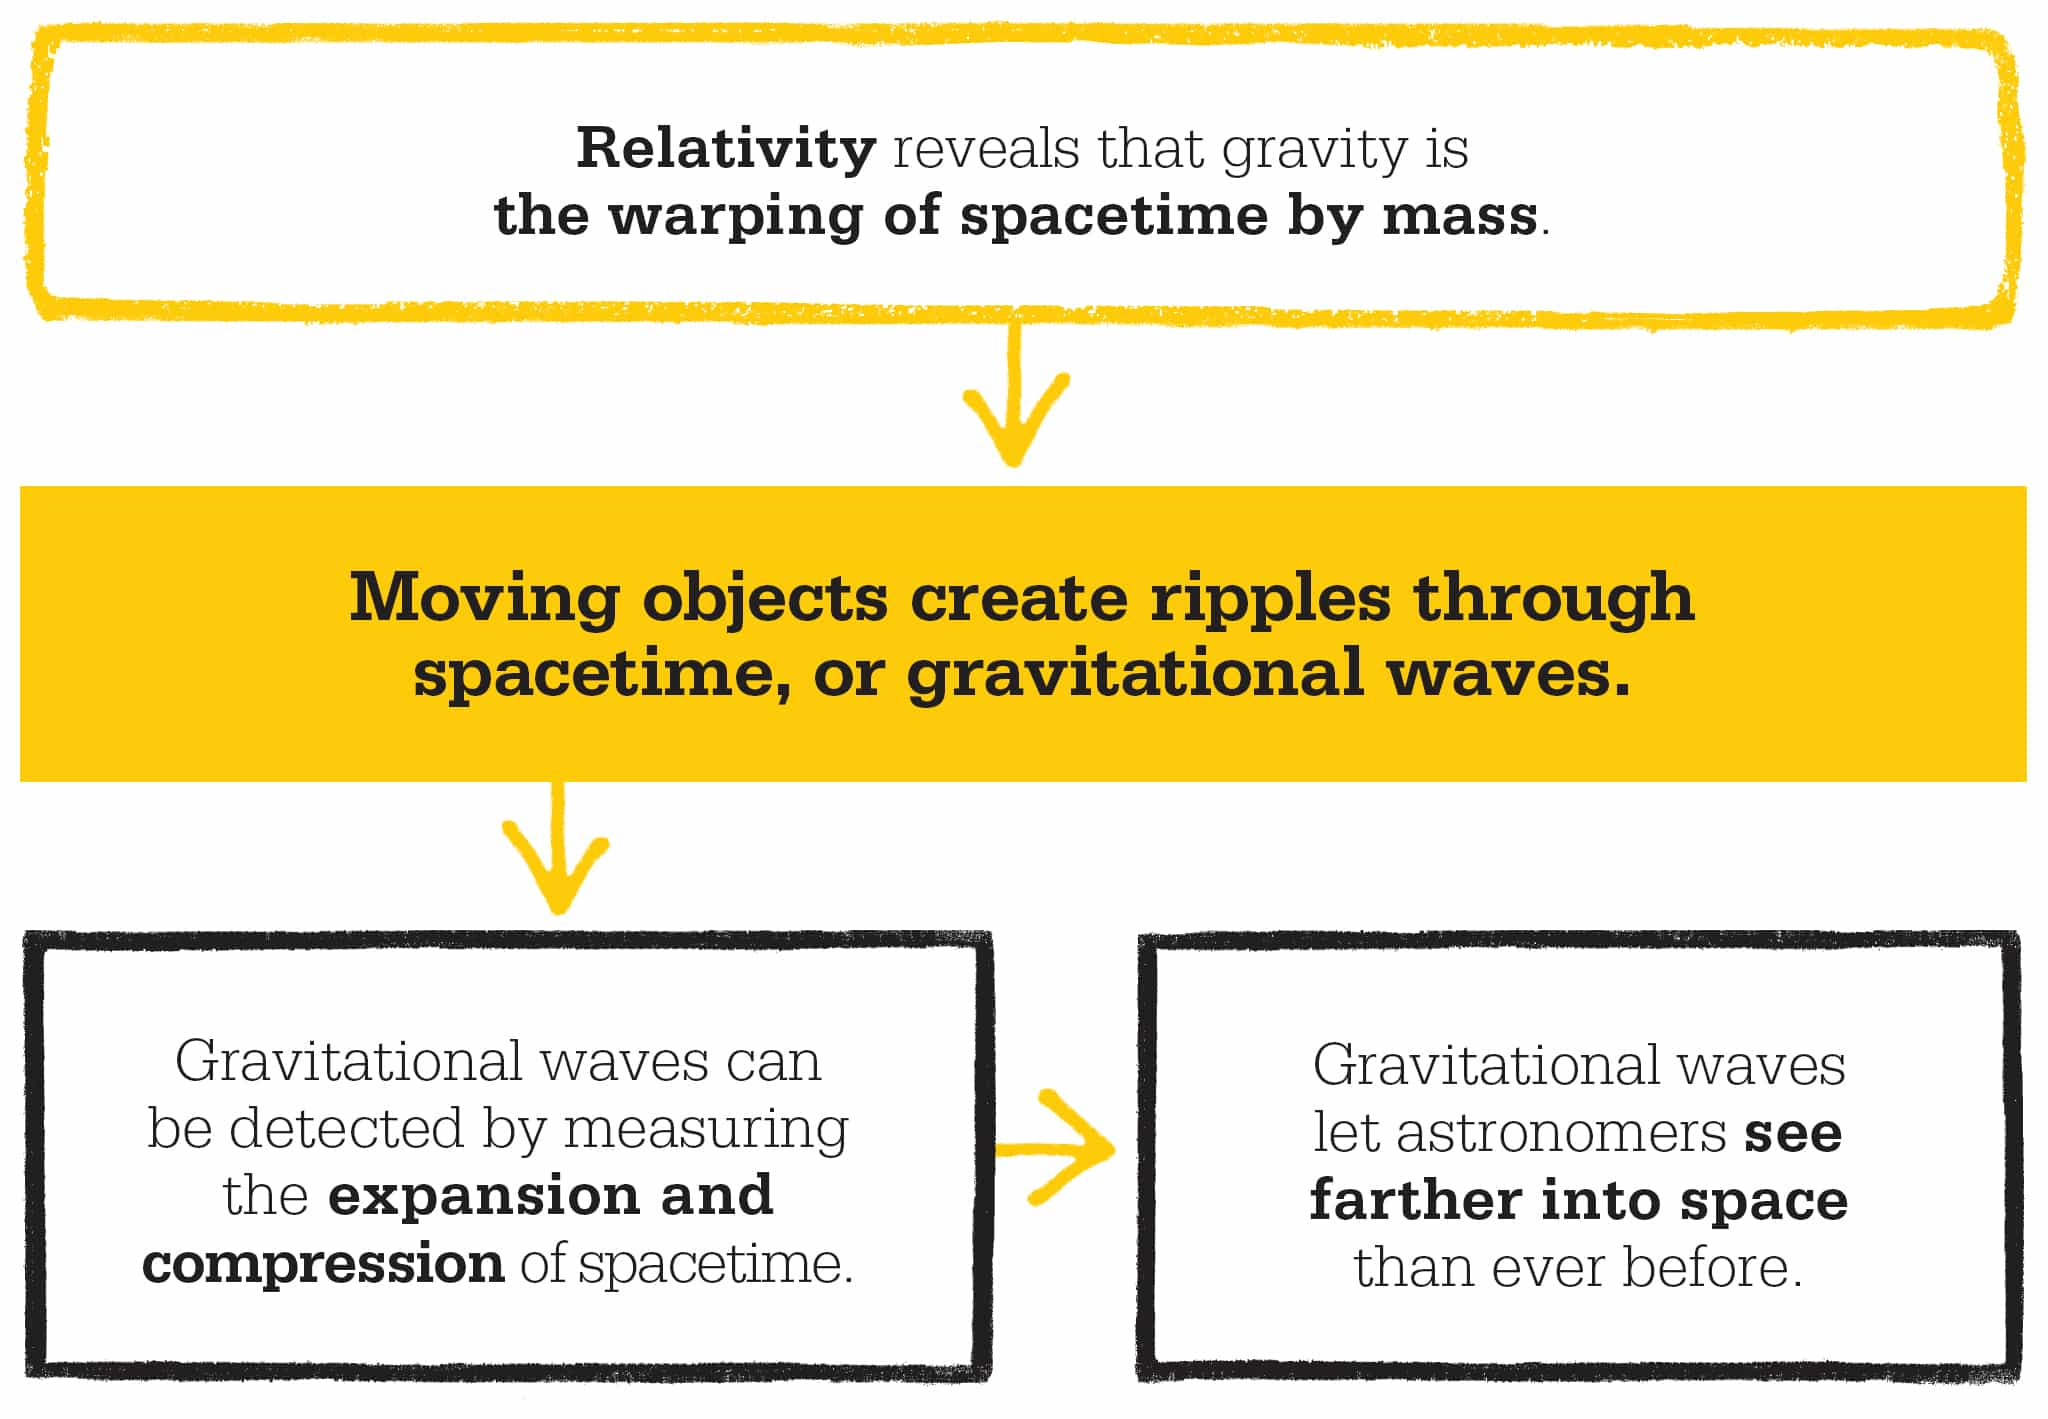 Relativity reveals that gravity is
the warping of spacetime by mass.
Moving objects create ripples through
spacetime, or gravitational waves.
Gravitational waves can
be detected by measuring
the expansion and
compression of spacetime.
Gravitational waves
let astronomers see
farther into space
than ever before.